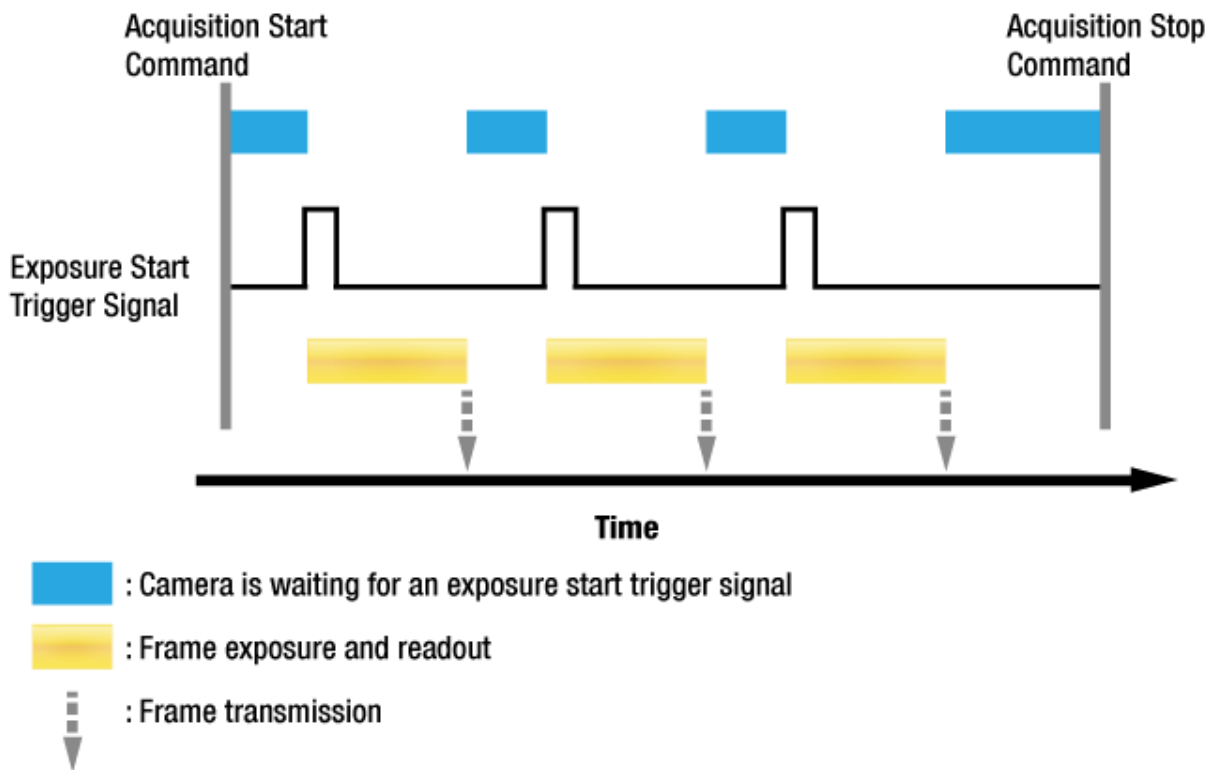 Acquisition Start
Command
Acquisition Stop
Command
Exposure Start
Trigger Signal
Time
: Camera is waiting for an exposure start trigger signal
: Frame exposure and readout
: Frame transmission